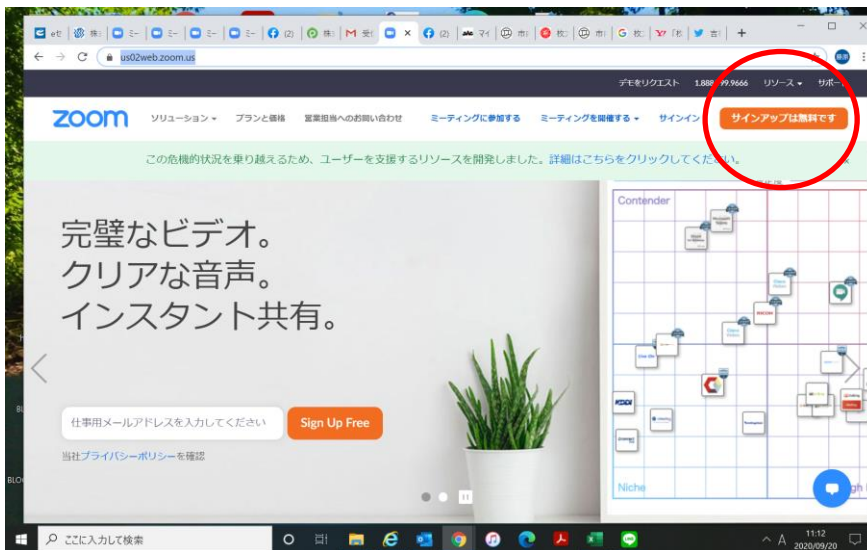 us02web.zoom.us
デモをリクエスト
リソース
zoom
ソリューション
プランと価格
営業担当へのお問い合わせ
ミーティングに参加する
ミーティングを開催する
サインイン
サインアップは無料です
この危機的状況を乗り越えるため、ユーザーを支援するリソースを開発しました。詳細はこちらをクリックしてください。
完璧なビデオ。
クリアな音声。
インスタント共有。
仕事用メールアドレスを入力してください
Sign Up Free
当社プライバシーポリシーを確認
Contender
Niche
ここに入力して検索
A
11:12
2020/09/20